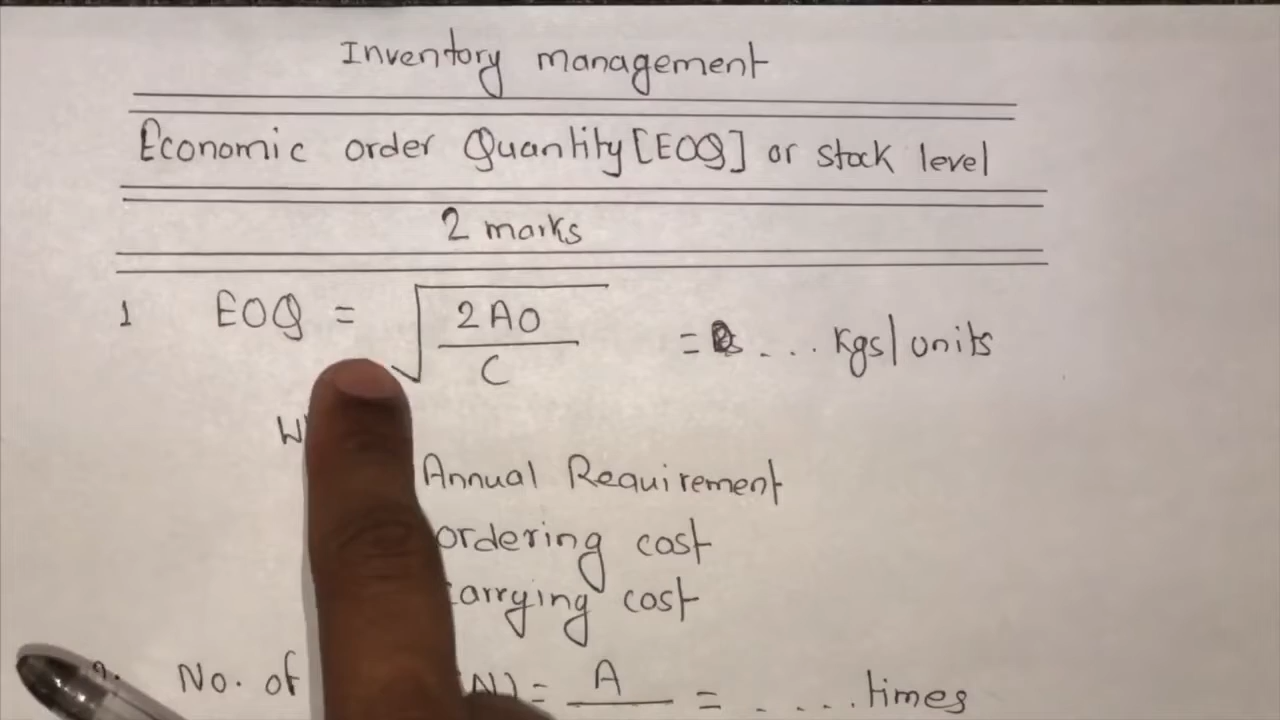 Inventory management
Economic order Quantity [EOQ] or stock level
2 marks
1 EOQ = √ 2AO / C = . . . kgs/units
Annual Requirement
ordering cost
carrying cost
No. of (N) = A = . . . . . times